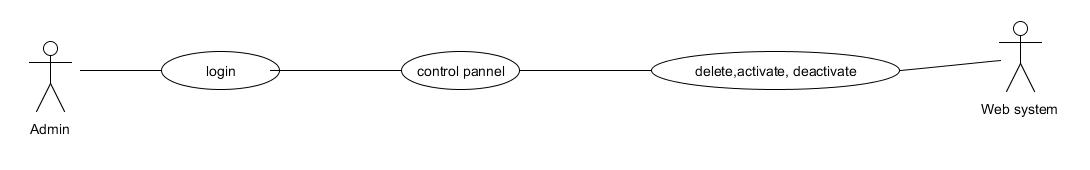 login
control pannel
delete,activate, deactivate
Admin
Web system